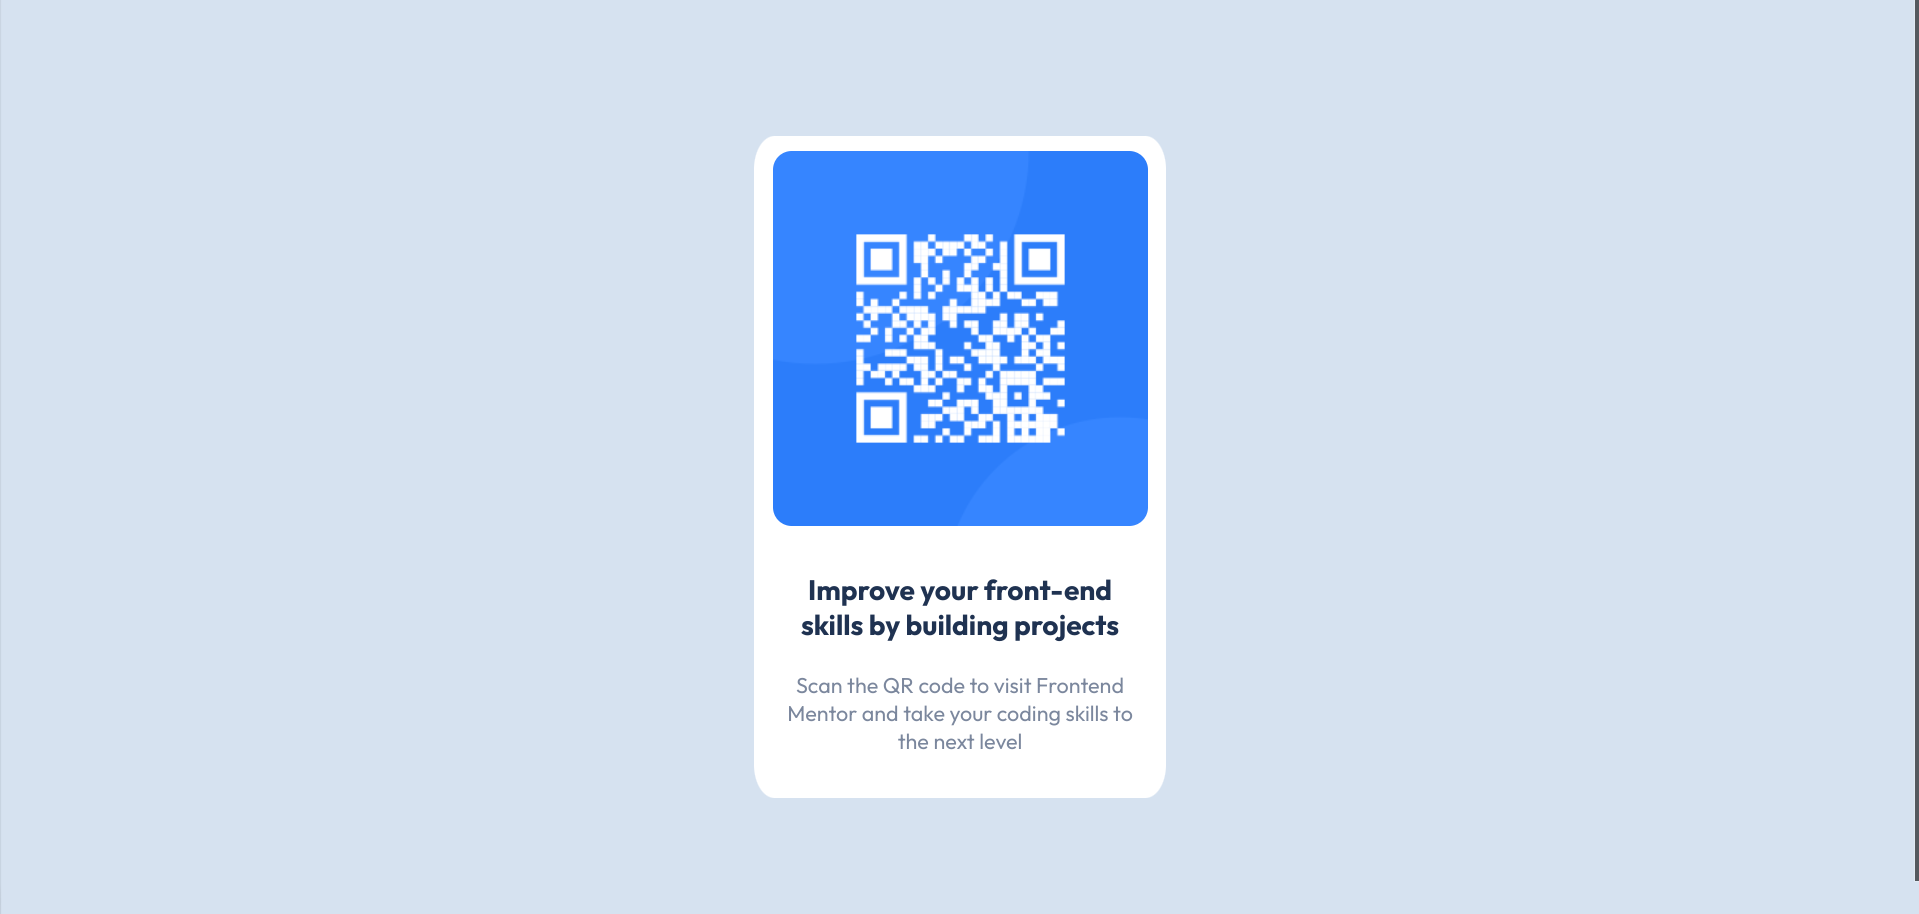 Improve your front-end
skills by building projects
Scan the QR code to visit Frontend
Mentor and take your coding skills to
the next level